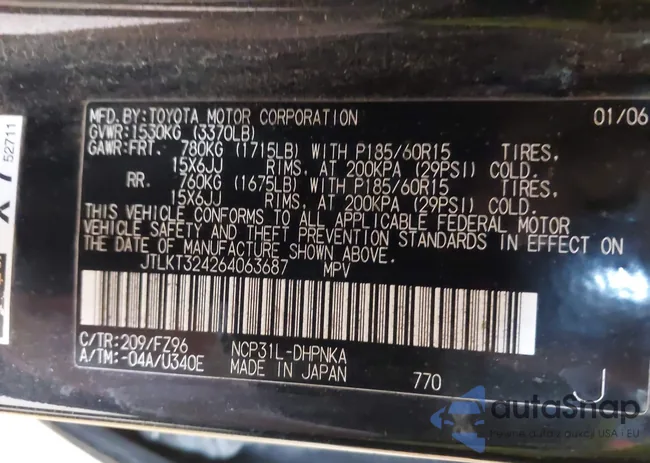 MFD.BY:TOYOTA MOTOR CORPORATION 01/06
GVWR:1530KG (3370LB)
GAWR:FRT. 780KG (1715LB) WITH P185/60R15 TIRES,
15X6JJ RIMS, AT 200KPA (29PSI) COLD.
RR. 760KG (1675LB) WITH P185/60R15 TIRES,
15X6JJ RIMS, AT 200KPA (29PSI) COLD.
THIS VEHICLE CONFORMS TO ALL APPLICABLE FEDERAL MOTOR
VEHICLE SAFETY AND THEFT PREVENTION STANDARDS IN EFFECT ON
THE DATE OF MANUFACTURE SHOWN ABOVE.
JTLKT324264063687 MPV
C/TR:209/FZ96 NCP31L-DHPNKA
A/TM:-04A/U340E MADE IN JAPAN 770 J
52711
autoSnap
USA i EU